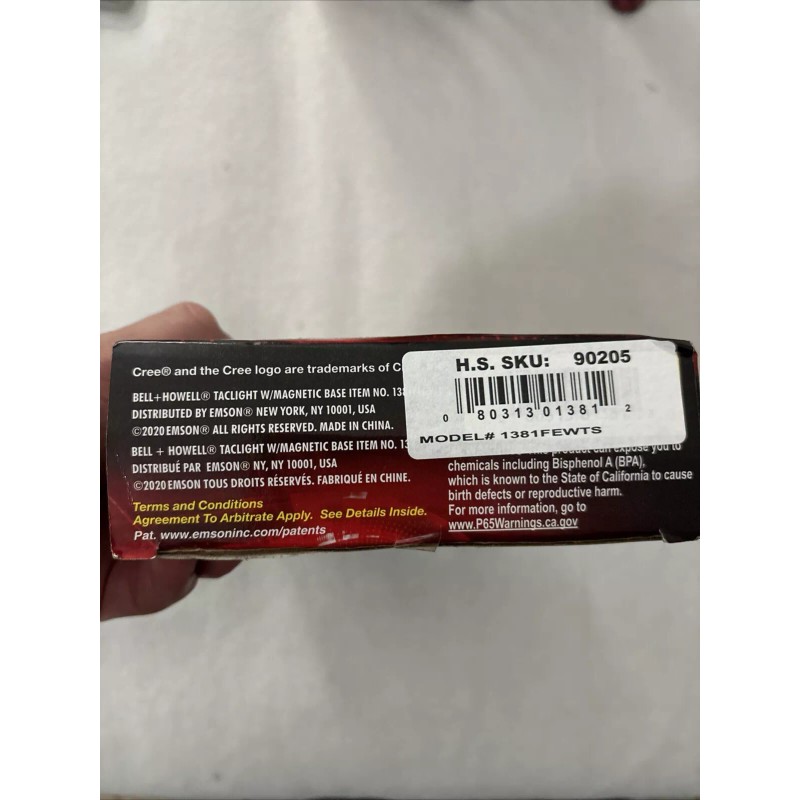 Cree® and the Cree logo are trademarks of C
BELL+HOWELL® TACLIGHT W/MAGNETIC BASE ITEM NO. 13
DISTRIBUTED BY EMSON® NEW YORK, NY 10001, USA
©2020 EMSON® ALL RIGHTS RESERVED. MADE IN CHINA.
BELL + HOWELL® TACLIGHT W/MAGNETIC BASE ITEM NO. 13
DISTRIBUÉ PAR EMSON® NY, NY 10001, USA
©2020 EMSON TOUS DROITS RÉSERVÉS. FABRIQUÉ EN CHINE.
Terms and Conditions
Agreement To Arbitrate Apply. See Details Inside.
Pat. www.emsoninc.com/patents
H.S. SKU: 90205
0 80313 01381 2
MODEL# 1381FEWTS
product can expose you to
chemicals including Bisphenol A (BPA),
which is known to the State of California to cause
birth defects or reproductive harm.
For more information, go to
www.P65Warnings.ca.gov